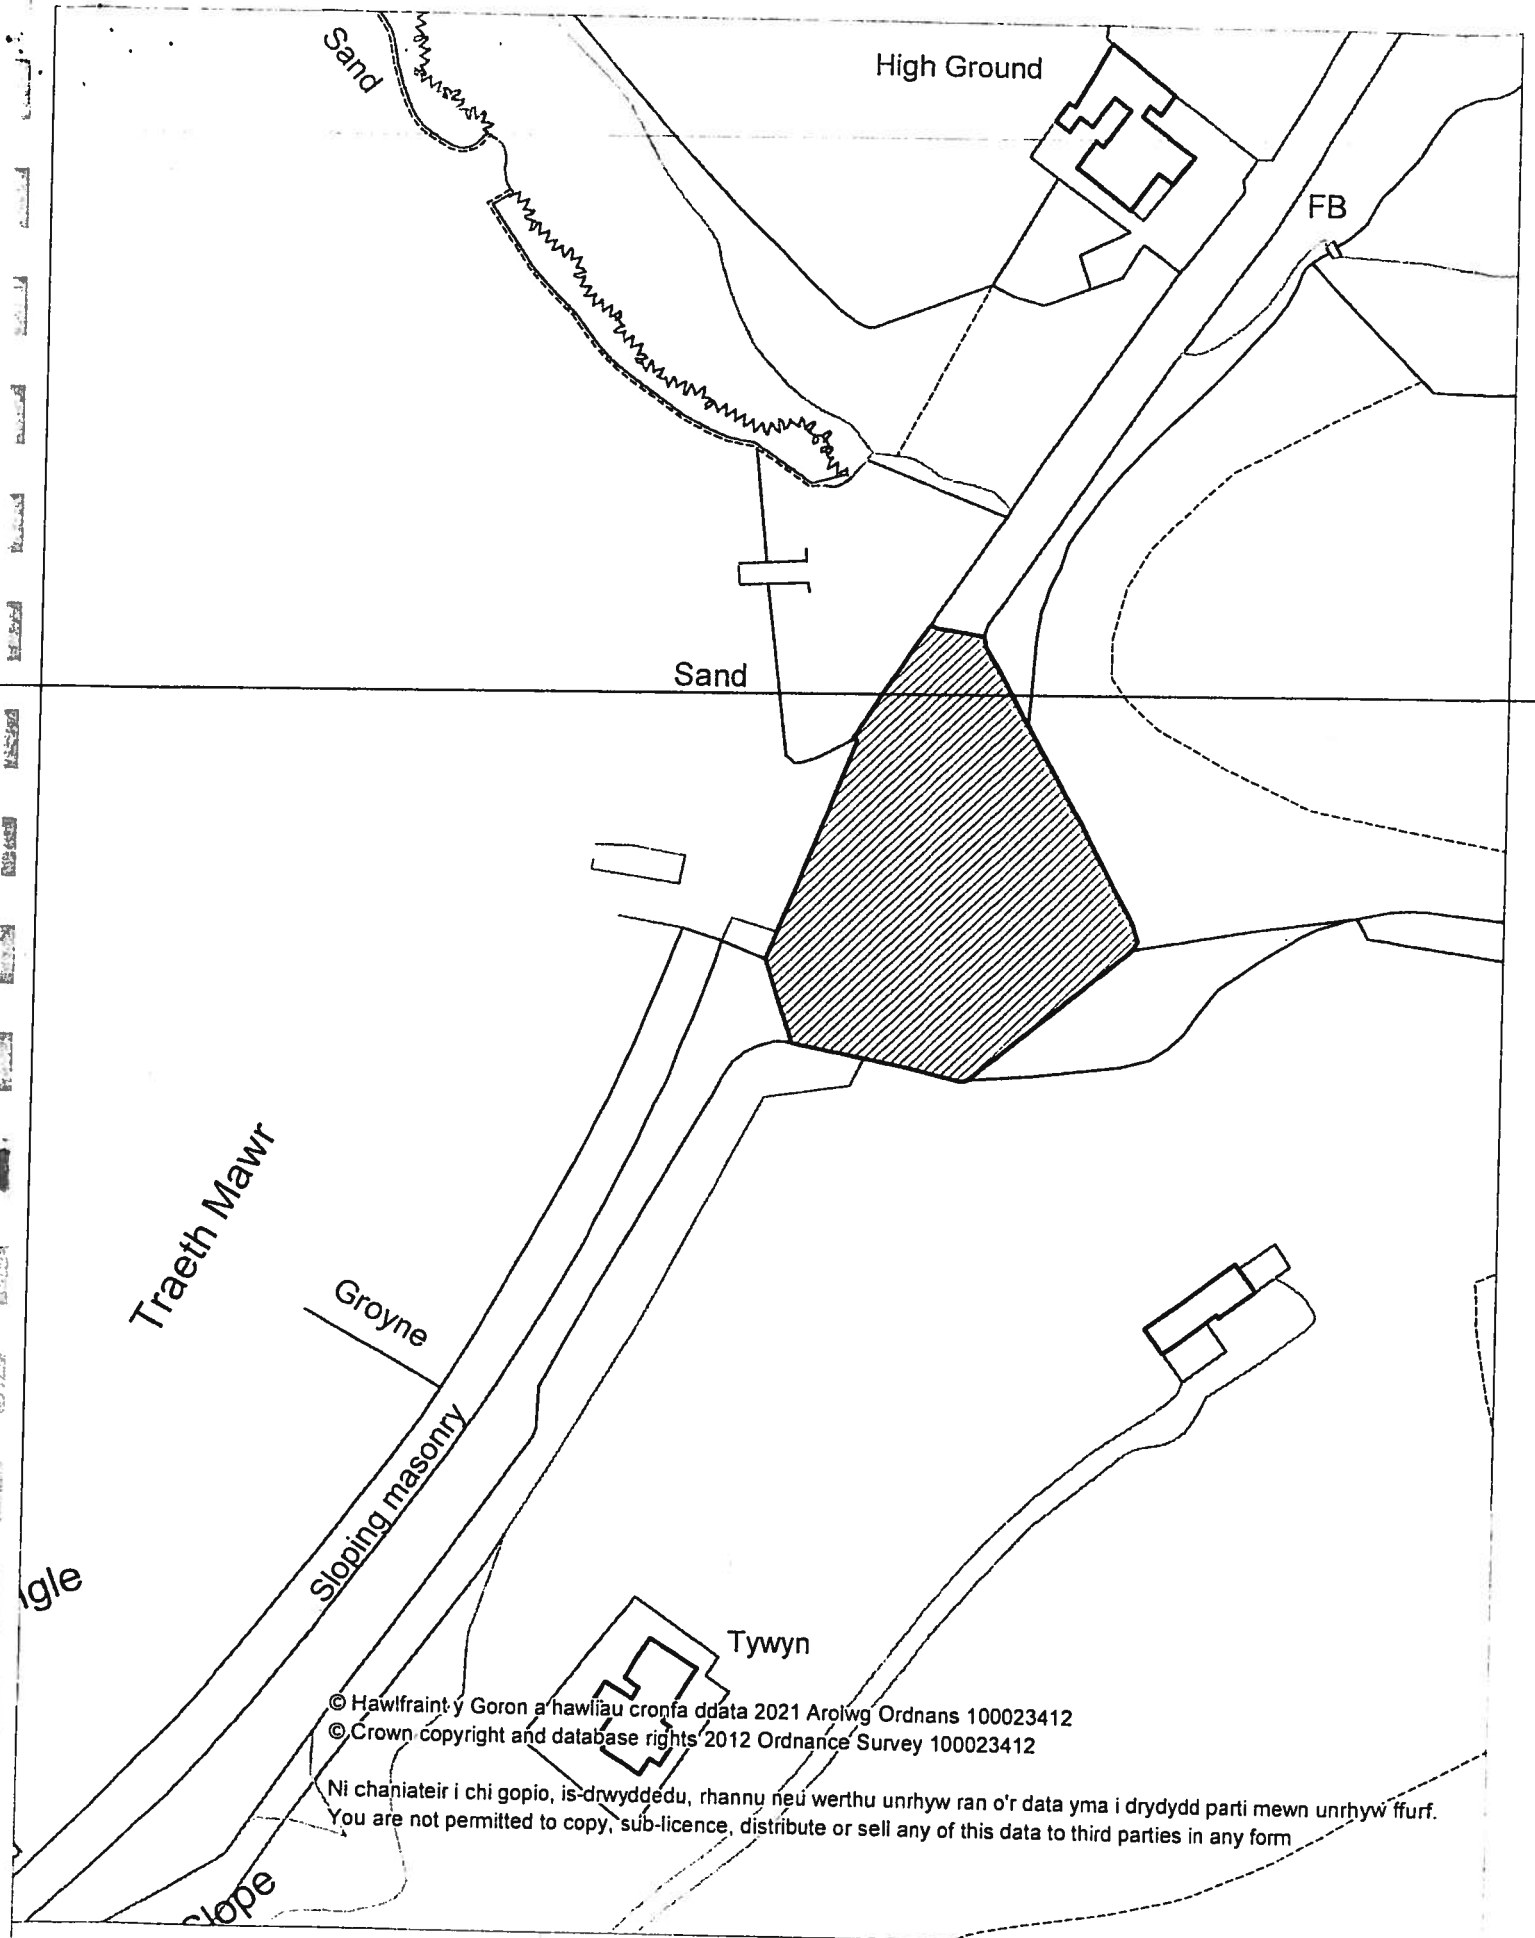 Sand
High Ground
FB
Sand
Traeth Mawr
Groyne
Sloping masonry
Tywyn
© Hawlfraint y Goron a hawliau cronfa ddata 2021 Arolwg Ordnans 100023412
© Crown copyright and database rights 2012 Ordnance Survey 100023412
Ni chaniateir i chi gopio, is-drwyddedu, rhannu neu werthu unrhyw ran o'r data yma i drydydd parti mewn unrhyw ffurf.
You are not permitted to copy, sub-licence, distribute or sell any of this data to third parties in any form
Slope